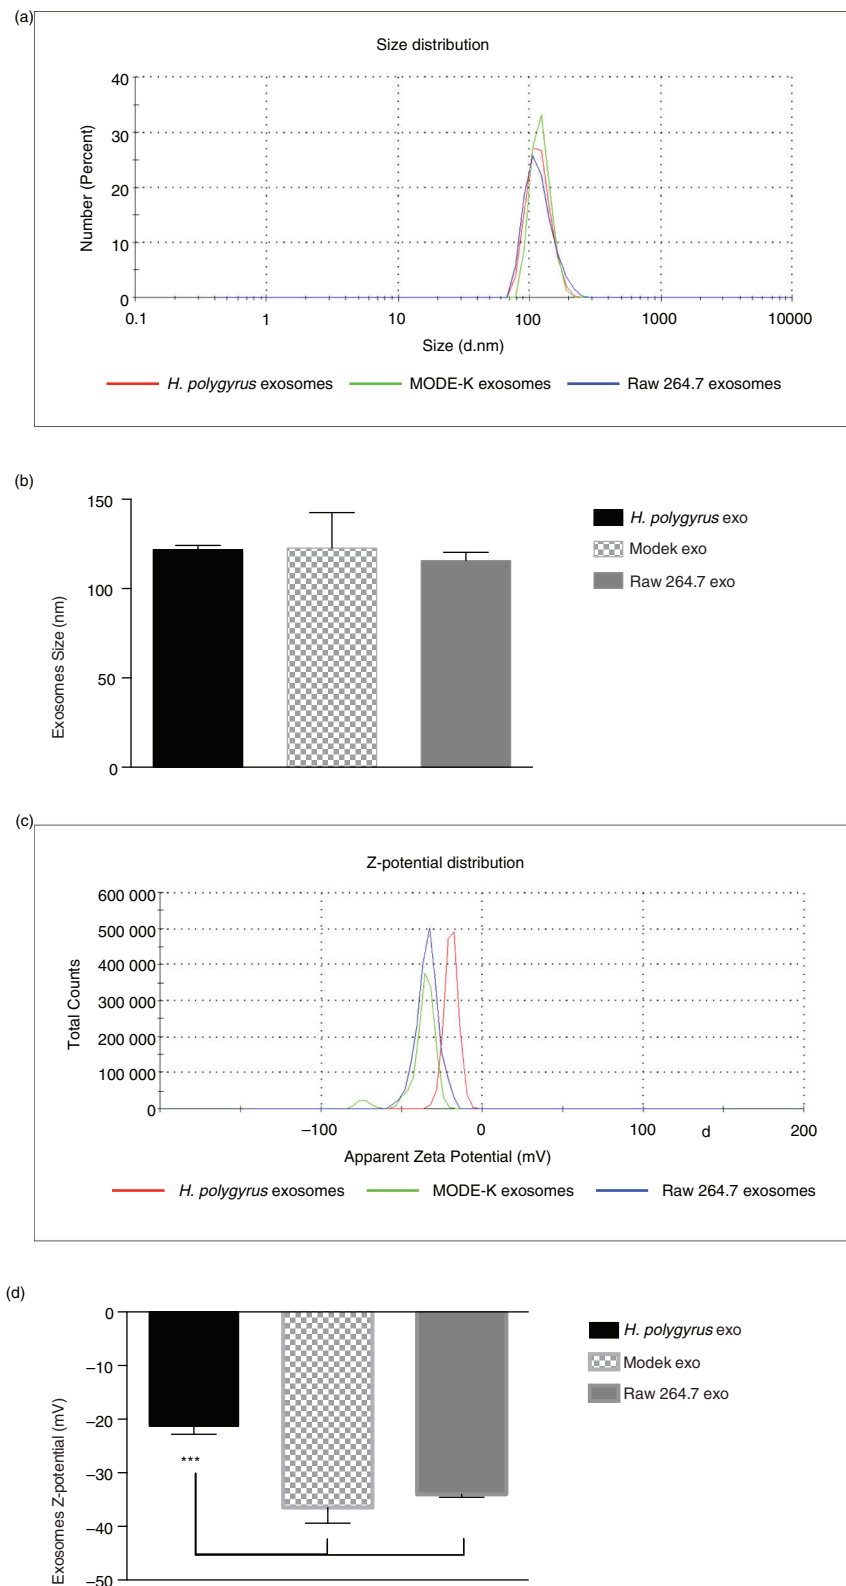 (a)
Size distribution
40
30
20
10
0
Number (Percent)
0.1 1 10 100 1000 10000
Size (d.nm)
H. polygyrus exosomes MODE-K exosomes Raw 264.7 exosomes
(b)
150
100
50
0
Exosomes Size (nm)
H. polygyrus exo
Modek exo
Raw 264.7 exo
(c)
Z-potential distribution
600 000
500 000
400 000
300 000
200 000
100 000
0
Total Counts
–100 0 100 d 200
Apparent Zeta Potential (mV)
H. polygyrus exosomes MODE-K exosomes Raw 264.7 exosomes
(d)
0
–10
–20
–30
–40
–50
Exosomes Z-potential (mV)
***
H. polygyrus exo
Modek exo
Raw 264.7 exo